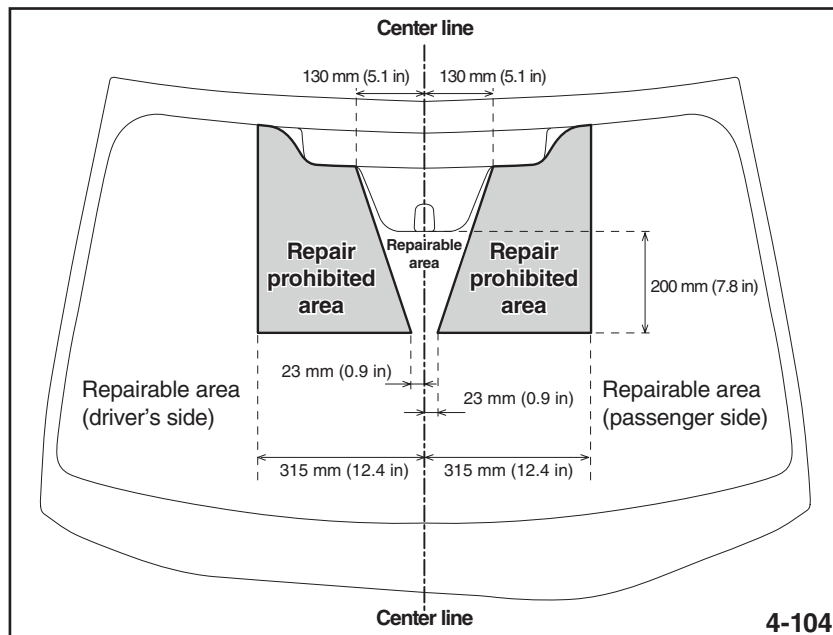 Center line
130 mm (5.1 in)
130 mm (5.1 in)
Repair
prohibited
area
Repairable
area
Repair
prohibited
area
200 mm (7.8 in)
23 mm (0.9 in)
23 mm (0.9 in)
Repairable area
(driver's side)
Repairable area
(passenger side)
315 mm (12.4 in)
315 mm (12.4 in)
Center line
4-104